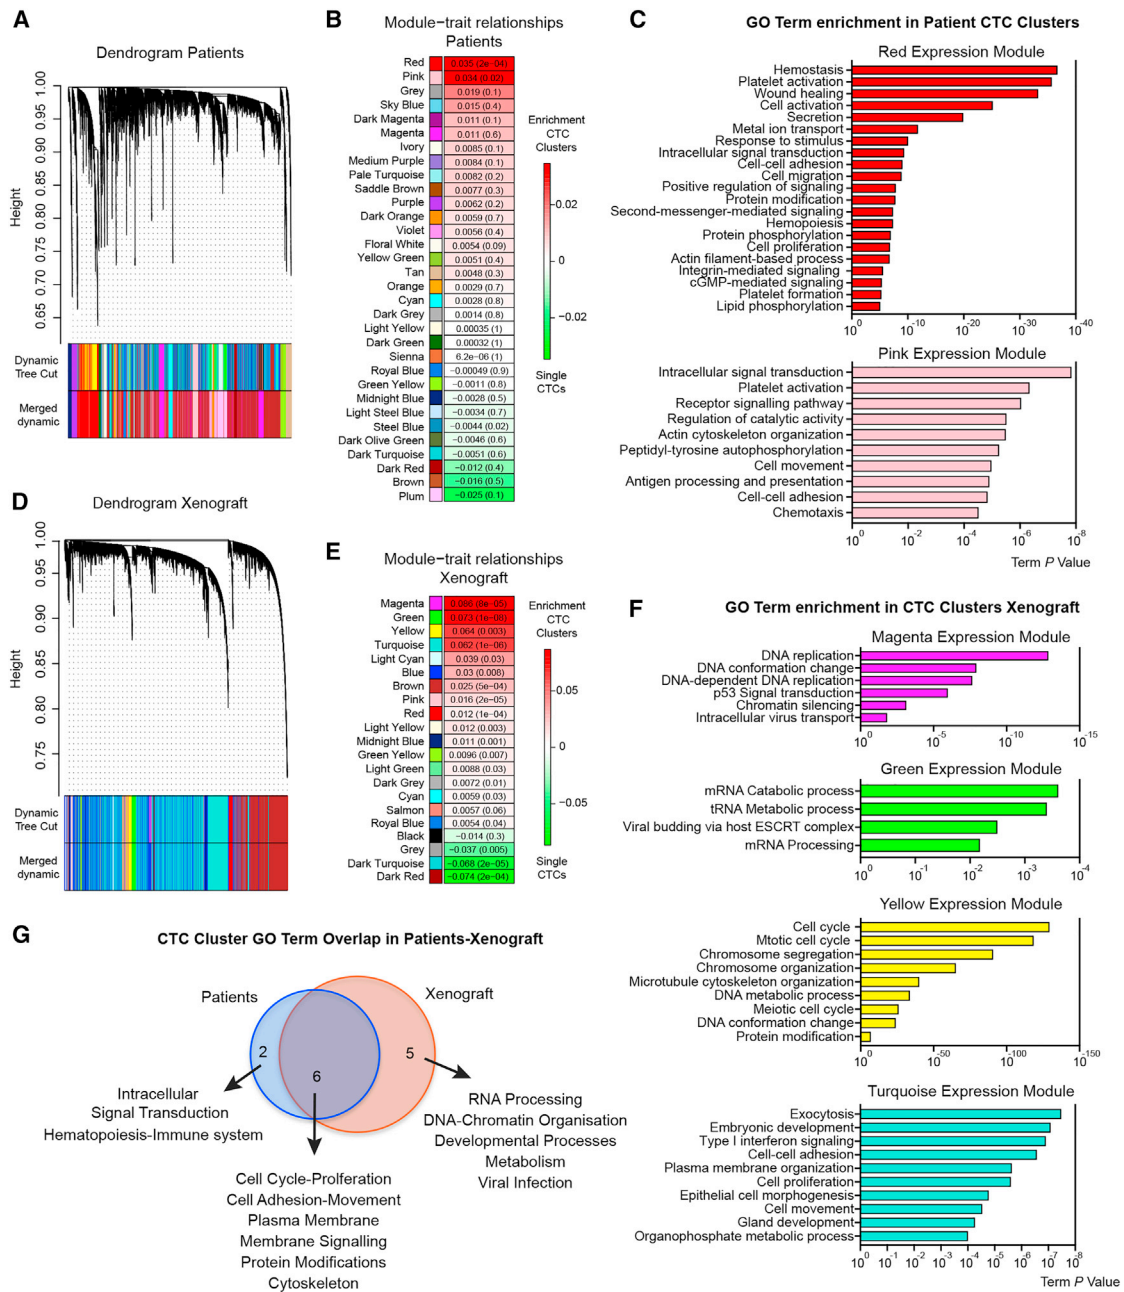 A
Dendrogram Patients
Height
1.00
0.95
0.90
0.85
0.80
0.75
0.70
0.65
Dynamic
Tree Cut
Merged
dynamic
B
Module−trait relationships
Patients
Red 0.035 (2e−04)
Pink 0.034 (0.02)
Grey 0.019 (0.1)
Sky Blue 0.015 (0.4)
Dark Magenta 0.011 (0.1)
Magenta 0.011 (0.6)
Ivory 0.0085 (0.1)
Medium Purple 0.0084 (0.1)
Pale Turquoise 0.0082 (0.2)
Saddle Brown 0.0077 (0.3)
Purple 0.0062 (0.2)
Dark Orange 0.0059 (0.7)
Violet 0.0056 (0.4)
Floral White 0.0054 (0.09)
Yellow Green 0.0051 (0.4)
Tan 0.0048 (0.3)
Orange 0.0029 (0.7)
Cyan 0.0028 (0.8)
Dark Grey 0.0014 (0.8)
Light Yellow 0.00035 (1)
Dark Green 0.00032 (1)
Sienna 6.2e−06 (1)
Royal Blue −0.00049 (0.9)
Green Yellow −0.0011 (0.8)
Midnight Blue −0.0028 (0.5)
Light Steel Blue −0.0034 (0.7)
Steel Blue −0.0044 (0.02)
Dark Olive Green −0.0046 (0.6)
Dark Turquoise −0.0051 (0.6)
Dark Red −0.012 (0.4)
Brown −0.016 (0.5)
Plum −0.025 (0.1)
Enrichment
CTC
Clusters
0.02
0
−0.02
Single
CTCs
C
GO Term enrichment in Patient CTC Clusters
Red Expression Module
Hemostasis
Platelet activation
Wound healing
Cell activation
Secretion
Metal ion transport
Response to stimulus
Intracellular signal transduction
Cell-cell adhesion
Cell migration
Positive regulation of signaling
Protein modification
Second-messenger-mediated signaling
Hemopoiesis
Protein phosphorylation
Cell proliferation
Actin filament-based process
Integrin-mediated signaling
cGMP-mediated signaling
Platelet formation
Lipid phosphorylation
10^0 10^-10 10^-20 10^-30 10^-40
Pink Expression Module
Intracellular signal transduction
Platelet activation
Receptor signalling pathway
Regulation of catalytic activity
Actin cytoskeleton organization
Peptidyl-tyrosine autophosphorylation
Cell movement
Antigen processing and presentation
Cell-cell adhesion
Chemotaxis
10^0 10^-2 10^-4 10^-6 10^-8
Term P Value
D
Dendrogram Xenograft
Height
1.00
0.95
0.90
0.85
0.80
0.75
Dynamic
Tree Cut
Merged
dynamic
E
Module−trait relationships
Xenograft
Magenta 0.086 (8e−05)
Green 0.073 (1e−08)
Yellow 0.064 (0.003)
Turquoise 0.062 (1e−06)
Light Cyan 0.039 (0.03)
Blue 0.03 (0.008)
Brown 0.025 (5e−04)
Pink 0.016 (2e−05)
Red 0.012 (1e−04)
Light Yellow 0.012 (0.003)
Midnight Blue 0.011 (0.001)
Green Yellow 0.0096 (0.007)
Light Green 0.0088 (0.03)
Dark Grey 0.0072 (0.01)
Cyan 0.0059 (0.03)
Salmon 0.0057 (0.06)
Royal Blue 0.0054 (0.04)
Black −0.014 (0.3)
Grey −0.037 (0.005)
Dark Turquoise −0.068 (2e−05)
Dark Red −0.074 (2e−04)
Enrichment
CTC
Clusters
0.05
0
−0.05
Single
CTCs
F
GO Term enrichment in CTC Clusters Xenograft
Magenta Expression Module
DNA replication
DNA conformation change
DNA-dependent DNA replication
p53 Signal transduction
Chromatin silencing
Intracellular virus transport
10^0 10^-5 10^-10 10^-15
Green Expression Module
mRNA Catabolic process
tRNA Metabolic process
Viral budding via host ESCRT complex
mRNA Processing
10^0 10^-1 10^-2 10^-3 10^-4
Yellow Expression Module
Cell cycle
Mtotic cell cycle
Chromosome segregation
Chromosome organization
Microtubule cytoskeleton organization
DNA metabolic process
Meiotic cell cycle
DNA conformation change
Protein modification
10^0 10^-50 10^-100 10^-150
Turquoise Expression Module
Exocytosis
Embryonic development
Type I interferon signaling
Cell-cell adhesion
Plasma membrane organization
Cell proliferation
Epithelial cell morphogenesis
Cell movement
Gland development
Organophosphate metabolic process
10^0 10^-1 10^-2 10^-3 10^-4 10^-5 10^-6 10^-7 10^-8
Term P Value
G
CTC Cluster GO Term Overlap in Patients-Xenograft
Patients
Xenograft
2
6
5
Intracellular
Signal Transduction
Hematopoiesis-Immune system
Cell Cycle-Prolferation
Cell Adhesion-Movement
Plasma Membrane
Membrane Signalling
Protein Modifications
Cytoskeleton
RNA Processing
DNA-Chromatin Organisation
Developmental Processes
Metabolism
Viral Infection